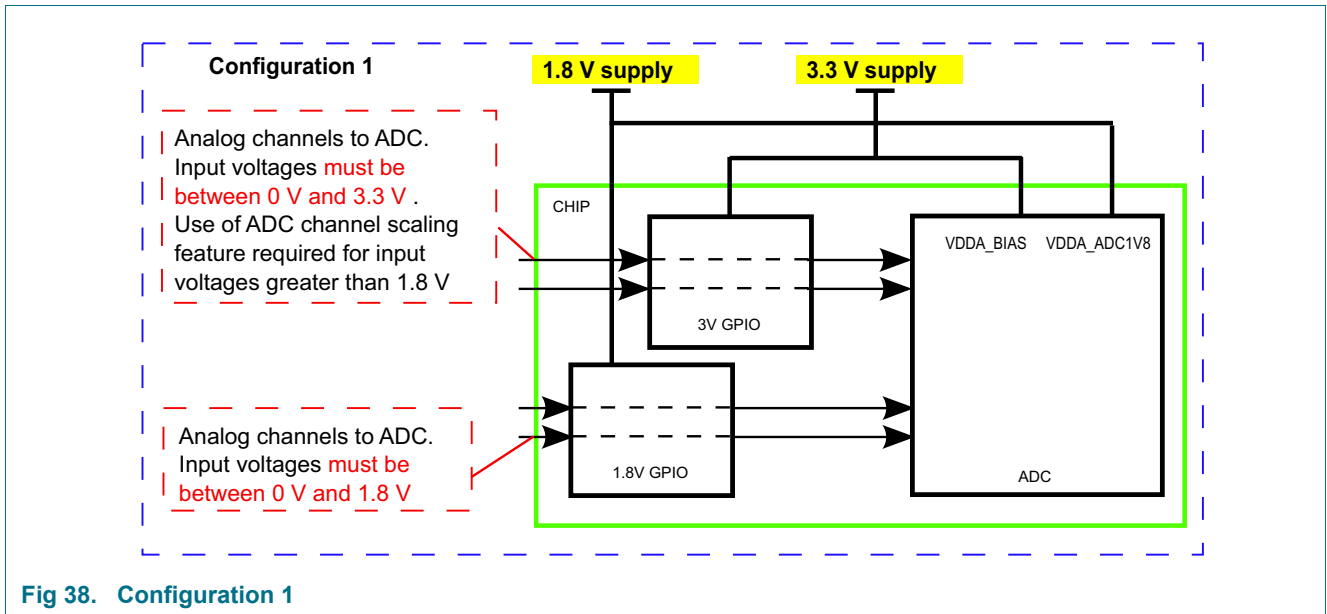 Configuration 1
1.8 V supply
3.3 V supply
Analog channels to ADC.
Input voltages must be
between 0 V and 3.3 V .
Use of ADC channel scaling
feature required for input
voltages greater than 1.8 V
CHIP
VDDA_BIAS
VDDA_ADC1V8
3V GPIO
Analog channels to ADC.
Input voltages must be
between 0 V and 1.8 V
1.8V GPIO
ADC
Fig 38. Configuration 1